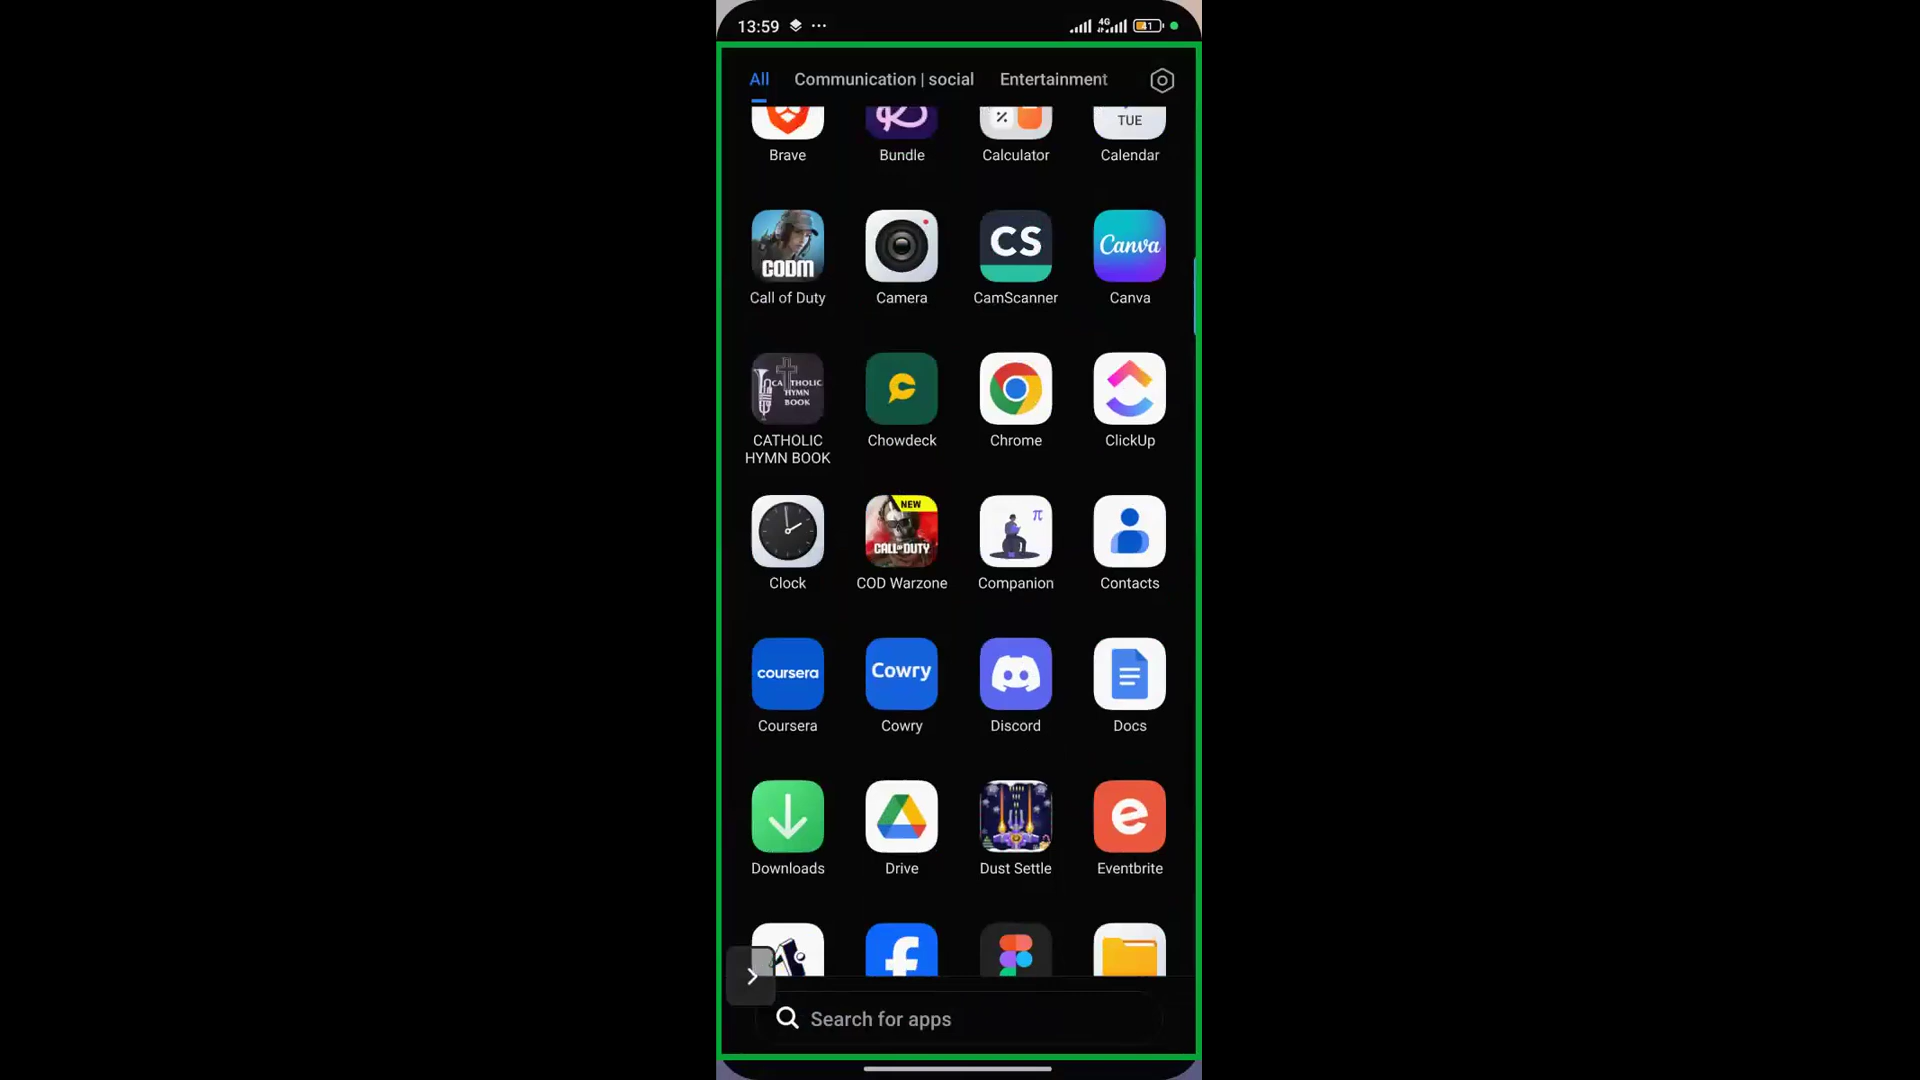 13:59 ... 4G 41
All Communication | social Entertainment
TUE
Brave Bundle Calculator Calendar
CODM CS Canva
Call of Duty Camera CamScanner Canva
CATHOLIC
HYMN
BOOK
CATHOLIC Chowdeck Chrome ClickUp
HYMN BOOK
NEW
π
CALL OF DUTY
Clock COD Warzone Companion Contacts
coursera Cowry
Coursera Cowry Discord Docs
Downloads Drive Dust Settle Eventbrite
Search for apps